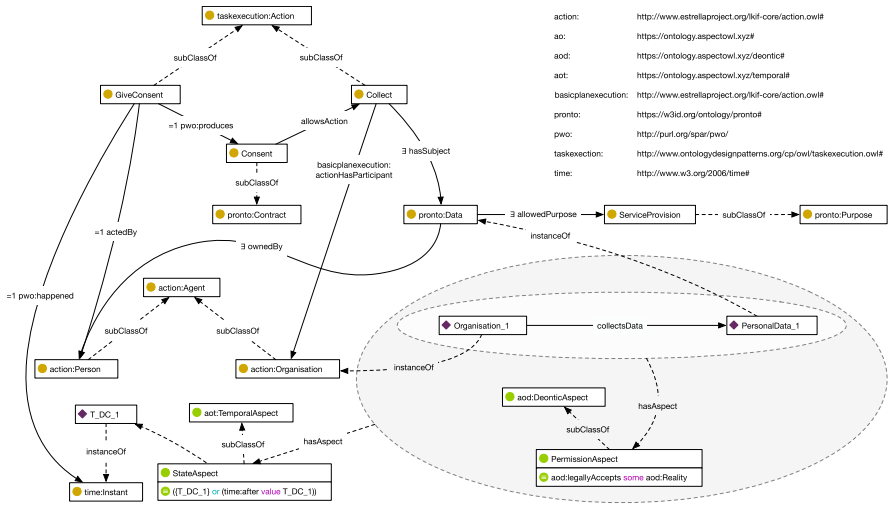 taskexecution:Action
action: http://www.estrellaproject.org/lkif-core/action.owl#
ao: https://ontology.aspectowl.xyz#
aod: https://ontology.aspectowl.xyz/deontic#
aot: https://ontology.aspectowl.xyz/temporal#
basicplanexecution: http://www.estrellaproject.org/lkif-core/action.owl#
pronto: https://w3id.org/ontology/pronto#
pwo: http://purl.org/spar/pwo/
taskexection: http://www.ontologydesignpatterns.org/cp/owl/taskexecution.owl#
time: http://www.w3.org/2006/time#
subClassOf
subClassOf
GiveConsent
Collect
=1 pwo:produces
allowsAction
Consent
∃ hasSubject
basicplanexecution:
actionHasParticipant
subClassOf
pronto:Contract
pronto:Data
∃ allowedPurpose
ServiceProvision
subClassOf
pronto:Purpose
=1 actedBy
∃ ownedBy
instanceOf
action:Agent
=1 pwo:happened
subClassOf
subClassOf
Organisation_1
collectsData
PersonalData_1
action:Person
action:Organisation
instanceOf
aod:DeonticAspect
hasAspect
T_DC_1
aot:TemporalAspect
subClassOf
hasAspect
subClassOf
instanceOf
StateAspect
({T_DC_1} or (time:after value T_DC_1))
PermissionAspect
aod:legallyAccepts some aod:Reality
time:Instant